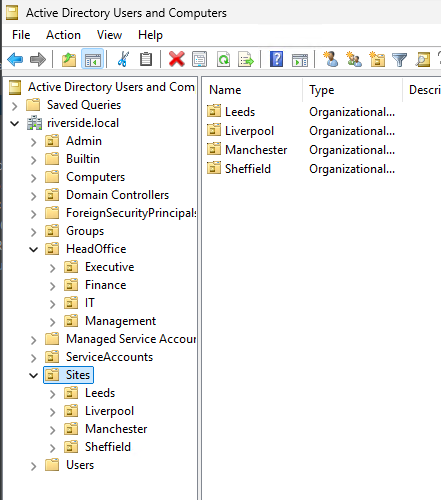 Active Directory Users and Computers
File Action View Help
Active Directory Users and Com
Saved Queries
riverside.local
Admin
Builtin
Computers
Domain Controllers
ForeignSecurityPrincipals
Groups
HeadOffice
Executive
Finance
IT
Management
Managed Service Accour
ServiceAccounts
Sites
Leeds
Liverpool
Manchester
Sheffield
Users
Name Type Descri
Leeds Organizational...
Liverpool Organizational...
Manchester Organizational...
Sheffield Organizational...